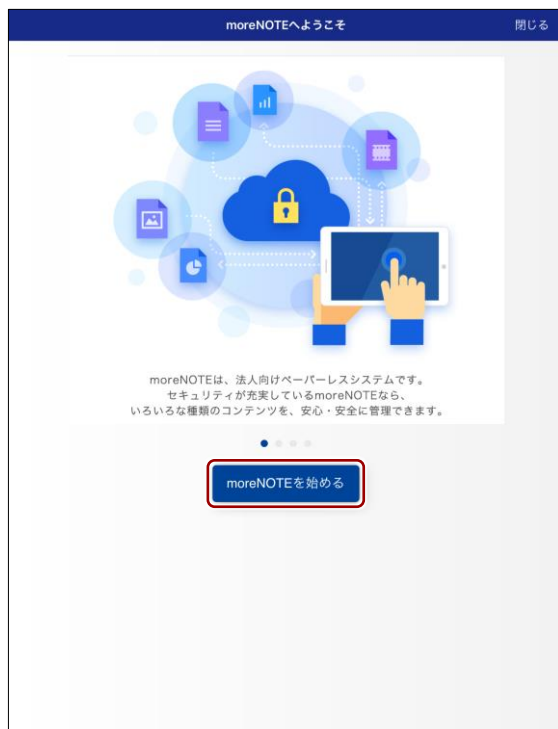 moreNOTEへようこそ
閉じる
moreNOTEは、法人向けペーパーレスシステムです。
セキュリティが充実しているmoreNOTEなら、
いろいろな種類のコンテンツを、安心・安全に管理できます。
moreNOTEを始める